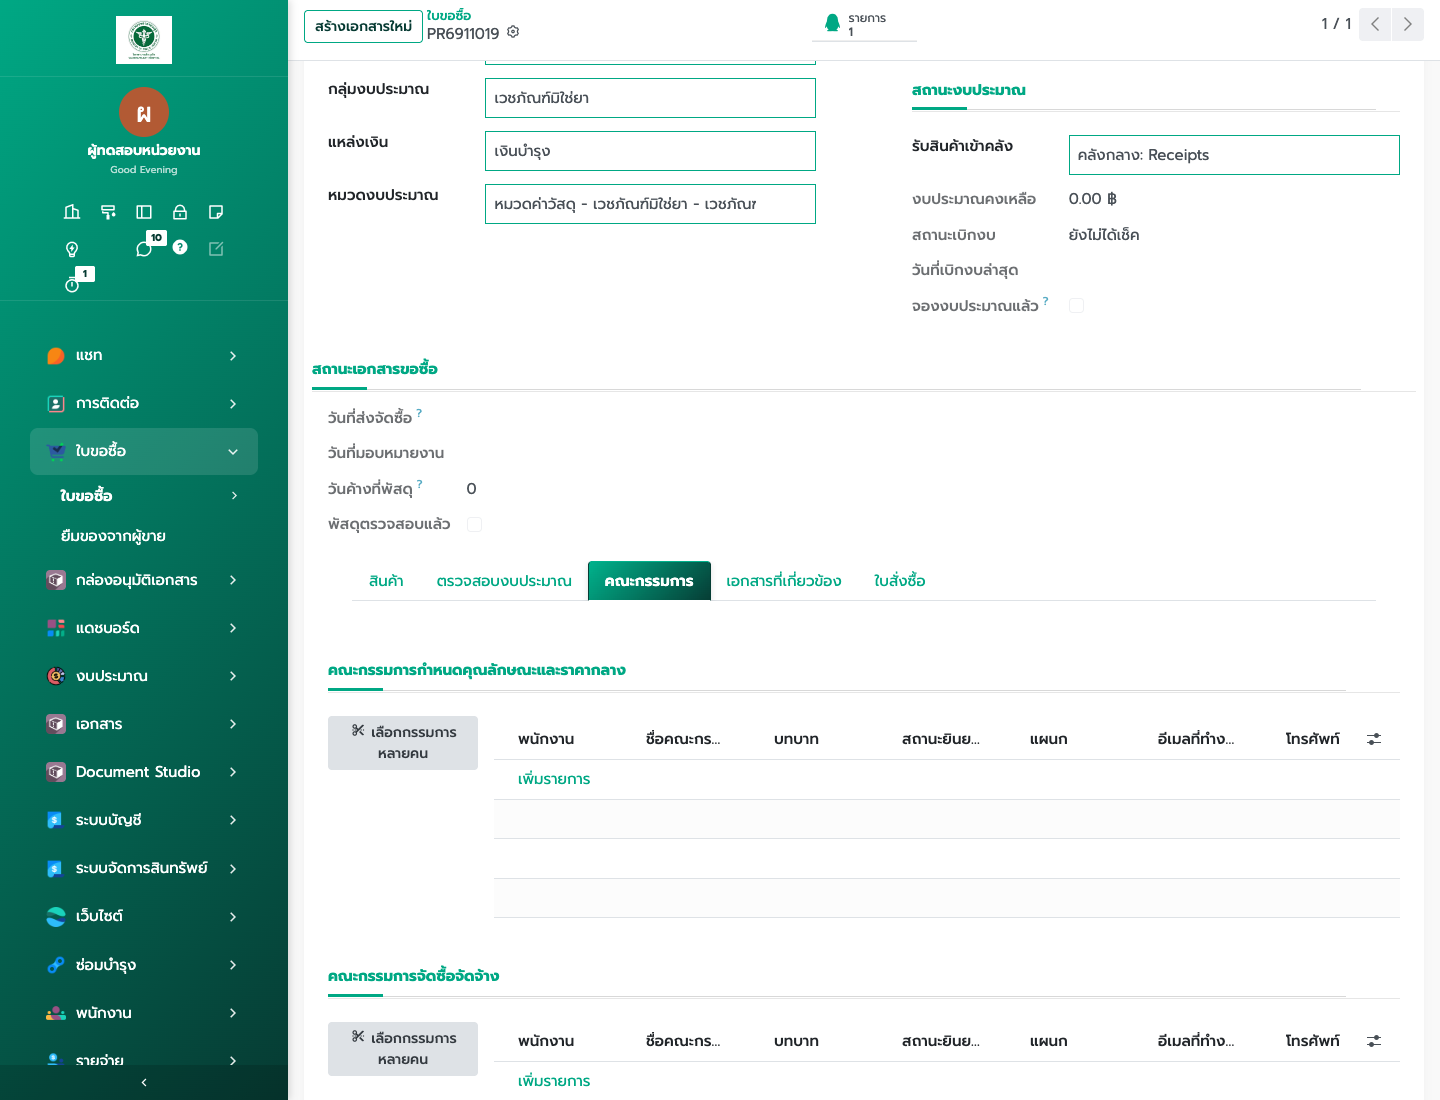 สร้างเอกสารใหม่
ใบขอซื้อ
PR6911019
รายการ
1
1 / 1
ผ
ผู้ทดสอบหน่วยงาน
Good Evening
10
1
แชท
การติดต่อ
ใบขอซื้อ
ใบขอซื้อ
ยืมของจากผู้ขาย
กล่องอนุมัติเอกสาร
แดชบอร์ด
งบประมาณ
เอกสาร
Document Studio
ระบบบัญชี
ระบบจัดการสินทรัพย์
เว็บไซต์
ซ่อมบำรุง
พนักงาน
รายจ่าย
กลุ่มงบประมาณ
เวชภัณฑ์มิใช่ยา
แหล่งเงิน
เงินบำรุง
หมวดงบประมาณ
หมวดค่าวัสดุ - เวชภัณฑ์มิใช่ยา - เวชภัณฑ
สถานะงบประมาณ
รับสินค้าเข้าคลัง
คลังกลาง: Receipts
งบประมาณคงเหลือ
0.00 ฿
สถานะเบิกงบ
ยังไม่ได้เช็ค
วันที่เบิกงบล่าสุด
จองงบประมาณแล้ว ?
สถานะเอกสารขอซื้อ
วันที่ส่งจัดซื้อ ?
วันที่มอบหมายงาน
วันค้างที่พัสดุ ?
0
พัสดุตรวจสอบแล้ว
สินค้า
ตรวจสอบงบประมาณ
คณะกรรมการ
เอกสารที่เกี่ยวข้อง
ใบสั่งซื้อ
คณะกรรมการกำหนดคุณลักษณะและราคากลาง
เลือกกรรมการ
หลายคน
พนักงาน
ชื่อคณะกร...
บทบาท
สถานะยินย...
แผนก
อีเมลที่ทำง...
โทรศัพท์
เพิ่มรายการ
คณะกรรมการจัดซื้อจัดจ้าง
เลือกกรรมการ
หลายคน
พนักงาน
ชื่อคณะกร...
บทบาท
สถานะยินย...
แผนก
อีเมลที่ทำง...
โทรศัพท์
เพิ่มรายการ